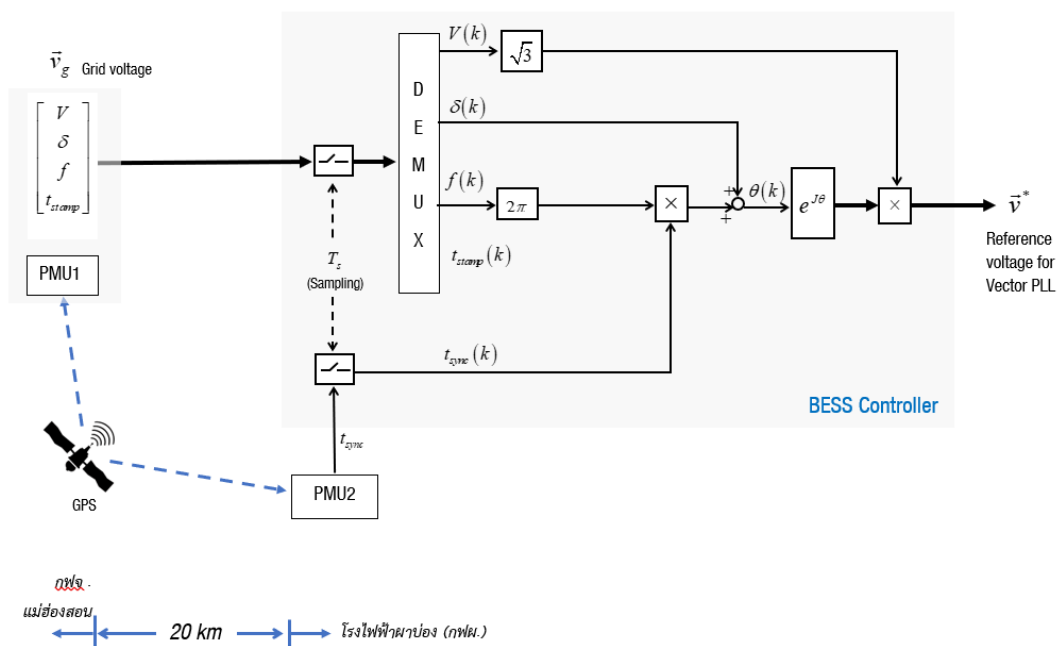 v⃗_g Grid voltage
V
δ
f
t_stamp
PMU1
GPS
T_s
(Sampling)
t_sync
PMU2
D
E
M
U
X
V(k)
√3
δ(k)
f(k)
2π
×
t_stamp(k)
t_sync(k)
+
+
θ(k)
e^{Jθ}
×
v⃗*
Reference
voltage for
Vector PLL
BESS Controller
กฟจ .
แม่ฮ่องสอน
20 km
โรงไฟฟ้าผาบ่อง (กฟผ.)